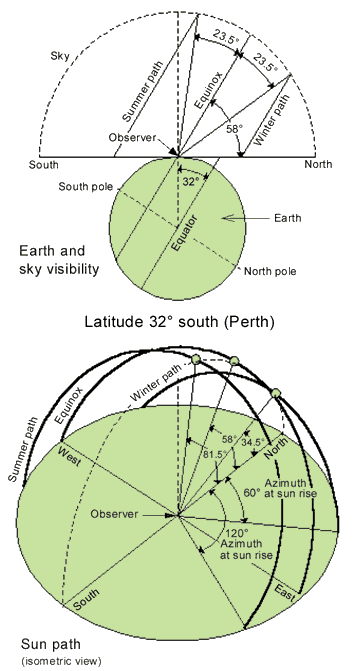 23.5°
23.5°
Sky
Summer path
Equinox
Winter path
58°
Observer
South
North
32°
South pole
Earth
Equator
Earth and
sky visibility
North pole
Latitude 32° south (Perth)
Winter path
Equinox
Summer path
58°
34.5°
North
81.5°
West
60°
Azimuth
at sun rise
Observer
120°
Azimuth
at sun rise
South
East
Sun path
(isometric view)